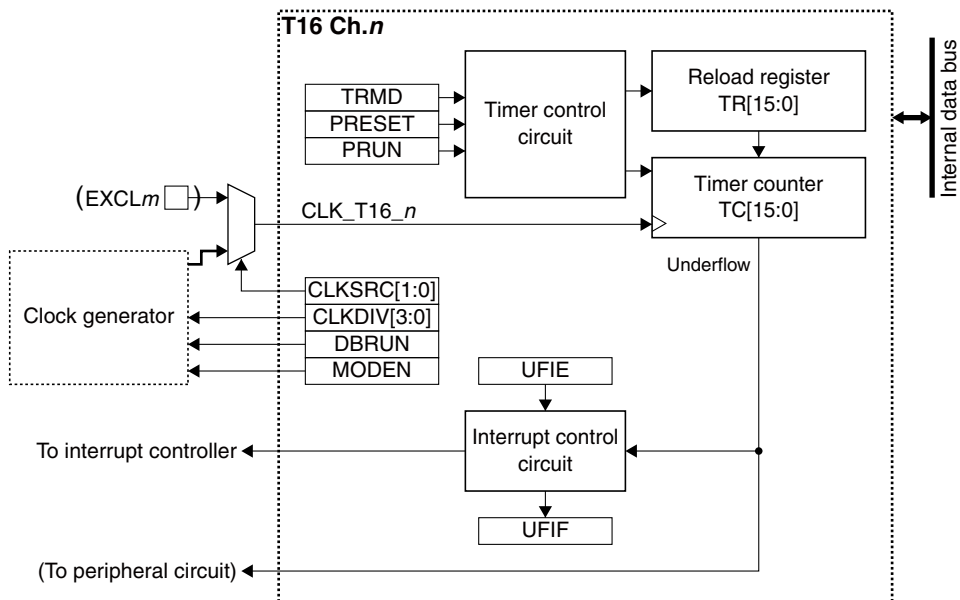 T16 Ch.n
TRMD
PRESET
PRUN
Timer control
circuit
Reload register
TR[15:0]
Timer counter
TC[15:0]
Internal data bus
(EXCLm )
CLK_T16_n
Underflow
Clock generator
CLKSRC[1:0]
CLKDIV[3:0]
DBRUN
MODEN
UFIE
Interrupt control
circuit
UFIF
To interrupt controller
(To peripheral circuit)